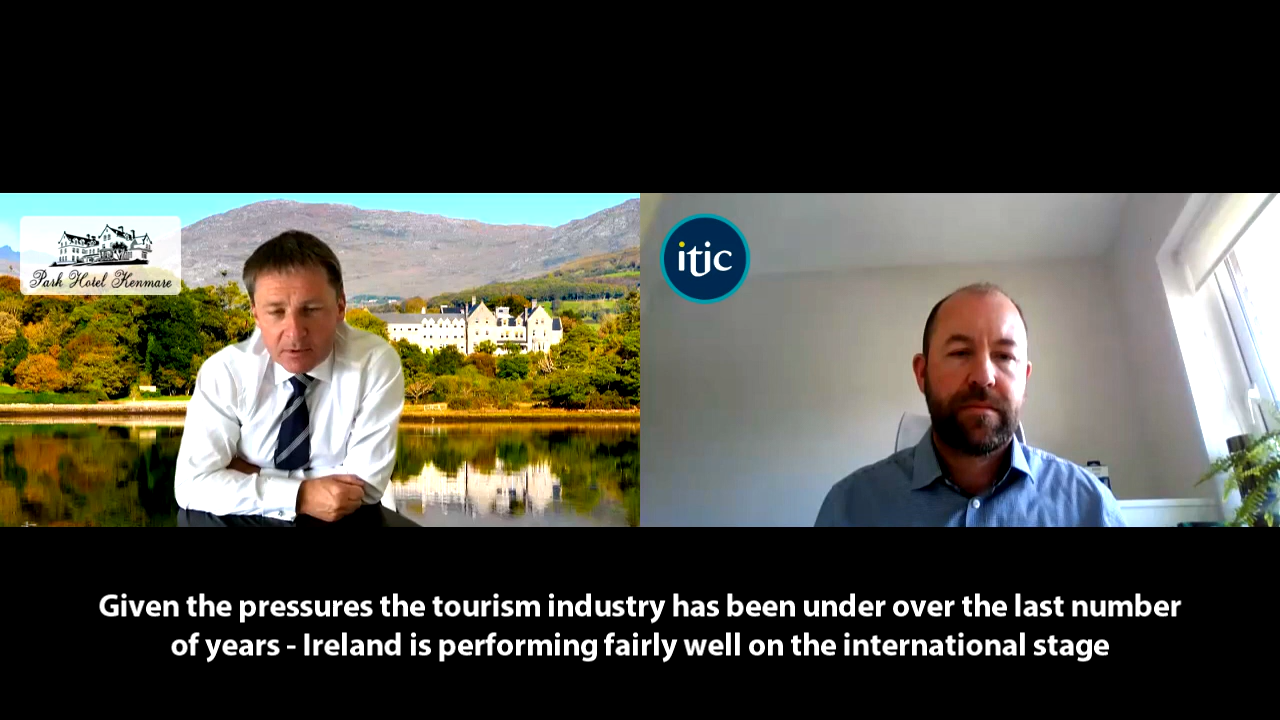 Park Hotel Kenmare
itic
Given the pressures the tourism industry has been under over the last number
of years - Ireland is performing fairly well on the international stage